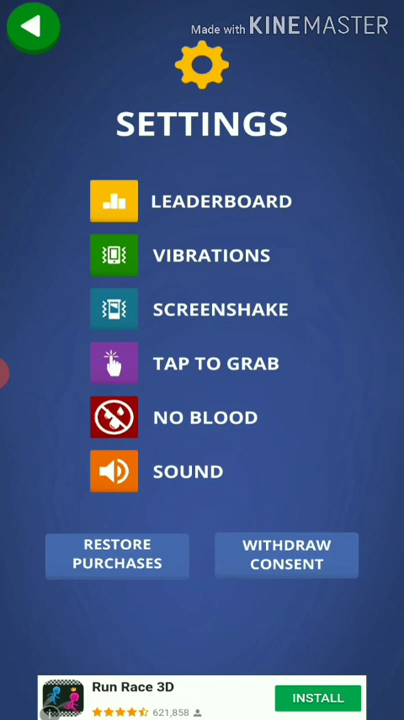 Made with KINEMASTER
SETTINGS
LEADERBOARD
VIBRATIONS
SCREENSHAKE
TAP TO GRAB
NO BLOOD
SOUND
RESTORE
PURCHASES
WITHDRAW
CONSENT
Run Race 3D
INSTALL
621,858